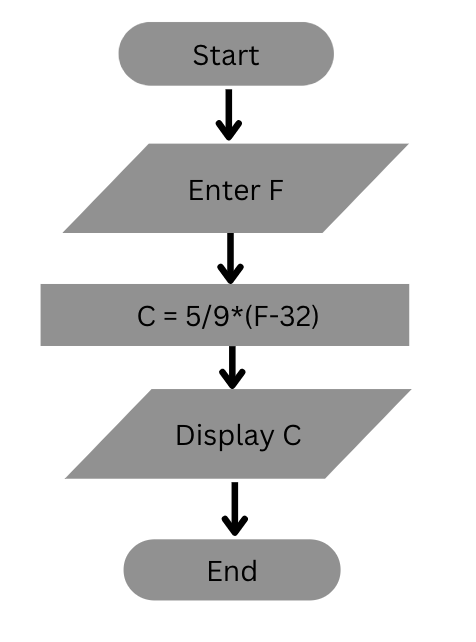 Start
Enter F
C = 5/9*(F-32)
Display C
End